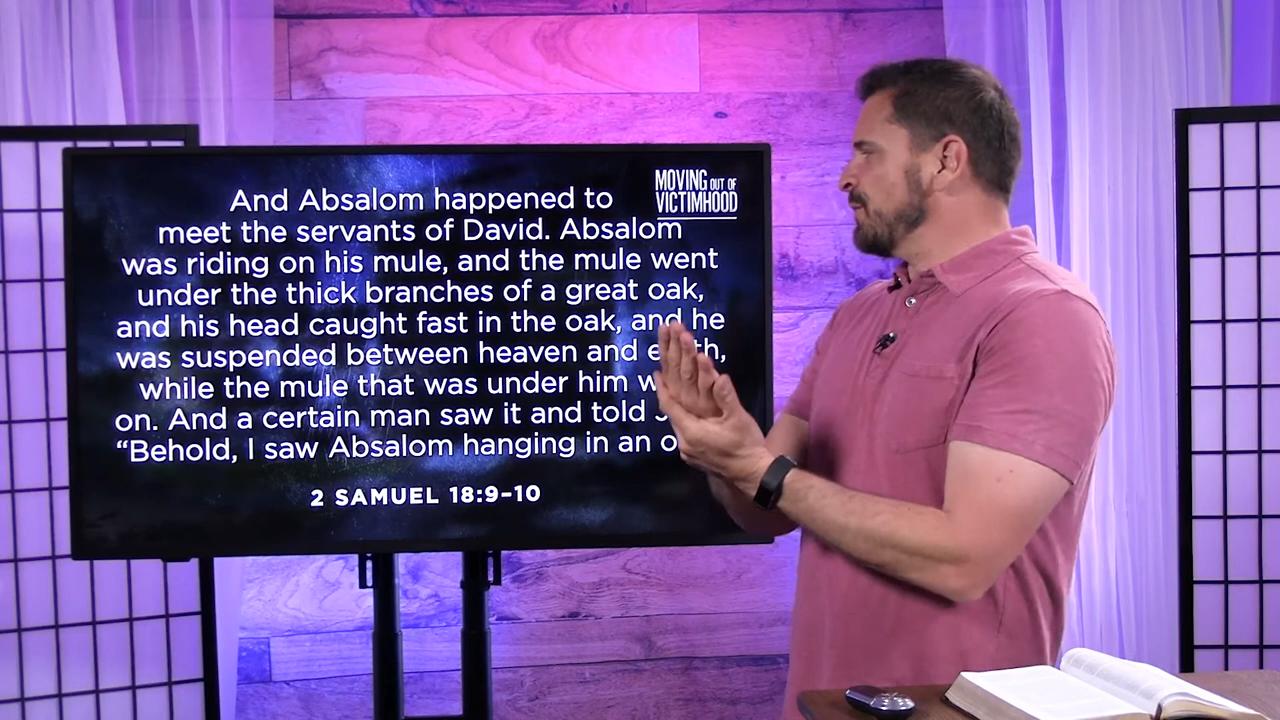 And Absalom happened to
meet the servants of David. Absalom
was riding on his mule, and the mule went
under the thick branches of a great oak,
and his head caught fast in the oak, and he
was suspended between heaven and
while the mule that was under him
on. And a certain man saw it and told
“Behold, I saw Absalom hanging in an
2 SAMUEL 18:9–10
MOVING OUT OF
VICTIMHOOD